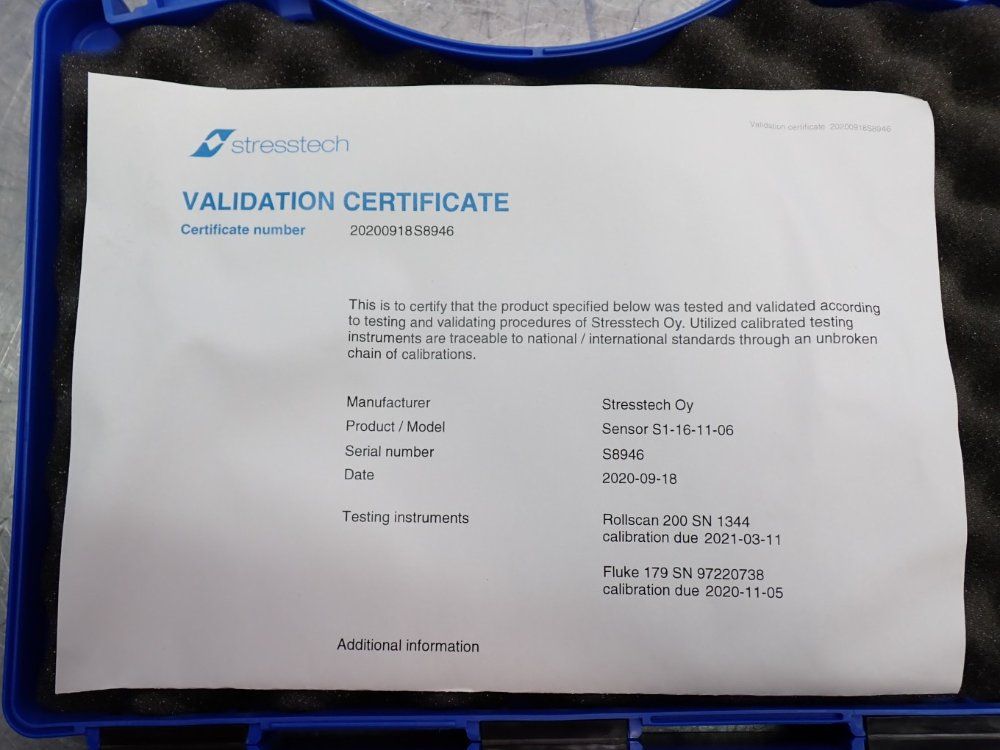 Validation certificate 20200918S8946
stresstech
VALIDATION CERTIFICATE
Certificate number 20200918S8946
This is to certify that the product specified below was tested and validated according
to testing and validating procedures of Stresstech Oy. Utilized calibrated testing
instruments are traceable to national / international standards through an unbroken
chain of calibrations.
Manufacturer Stresstech Oy
Product / Model Sensor S1-16-11-06
Serial number S8946
Date 2020-09-18
Testing instruments Rollscan 200 SN 1344
calibration due 2021-03-11
Fluke 179 SN 97220738
calibration due 2020-11-05
Additional information